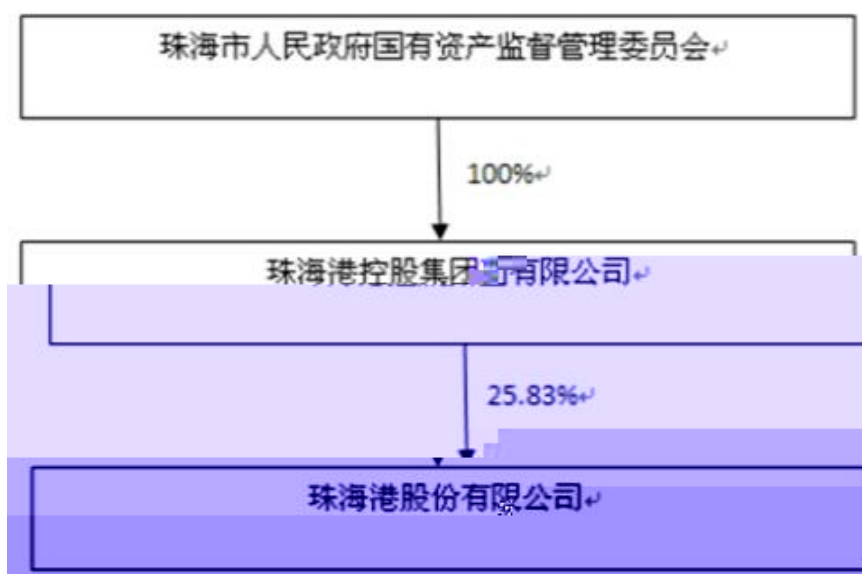 珠海市人民政府国有资产监督管理委员会
100%
珠海港控股集团有限公司
25.83%
珠海港股份有限公司